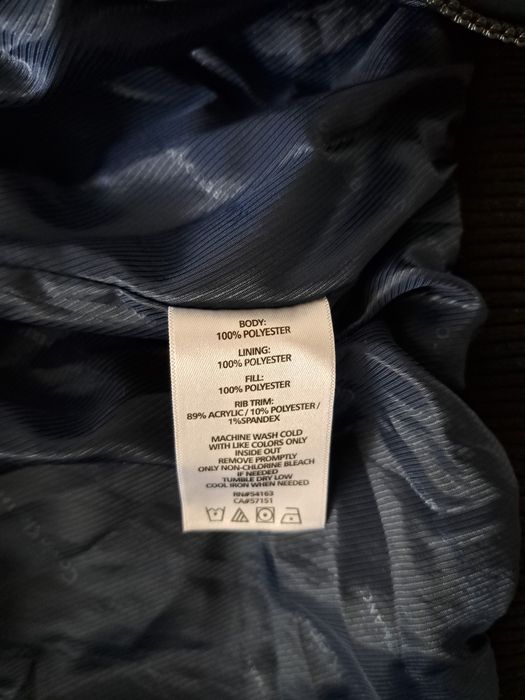 BODY:
100% POLYESTER
LINING:
100% POLYESTER
FILL:
100% POLYESTER
RIB TRIM:
89% ACRYLIC / 10% POLYESTER /
1%SPANDEX
MACHINE WASH COLD
WITH LIKE COLORS ONLY
INSIDE OUT
REMOVE PROMPTLY
ONLY NON-CHLORINE BLEACH
IF NEEDED
TUMBLE DRY LOW
COOL IRON WHEN NEEDED
RN#54163
CA#57151